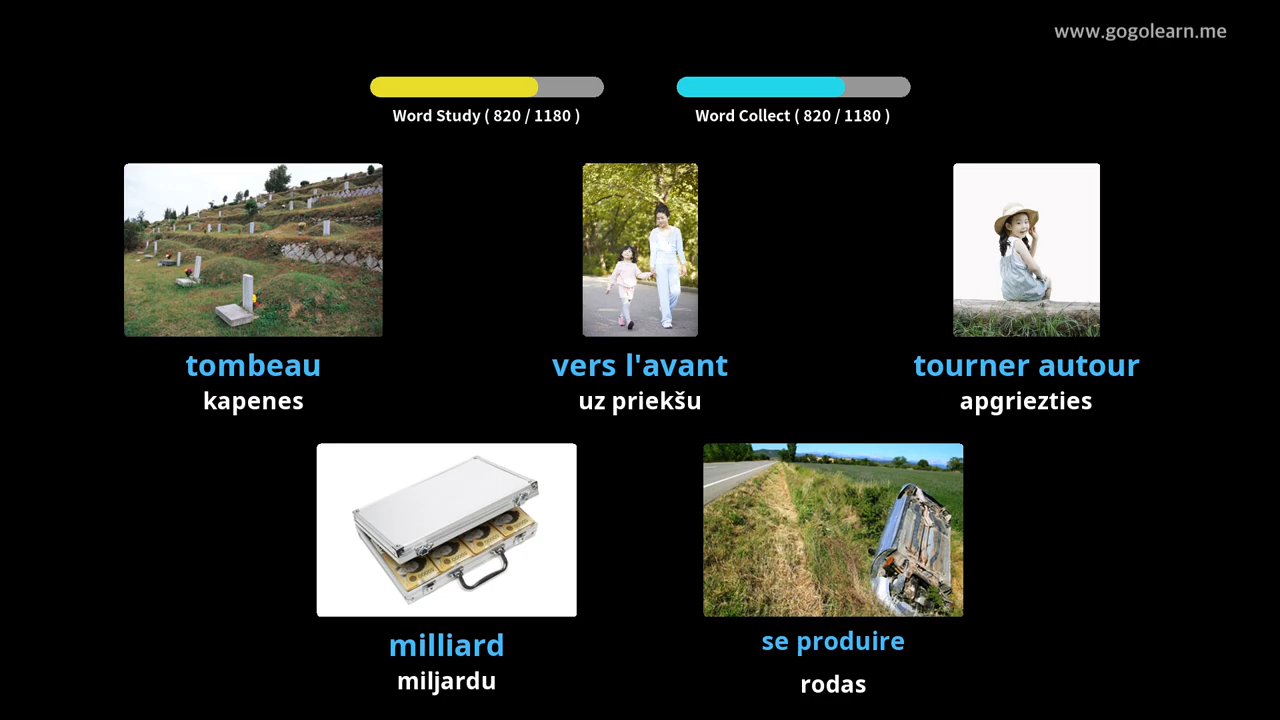 www.gogolearn.me
Word Study ( 820 / 1180 )
Word Collect ( 820 / 1180 )
tombeau
kapenes
vers l'avant
uz priekšu
tourner autour
apgriezties
milliard
miljardu
se produire
rodas